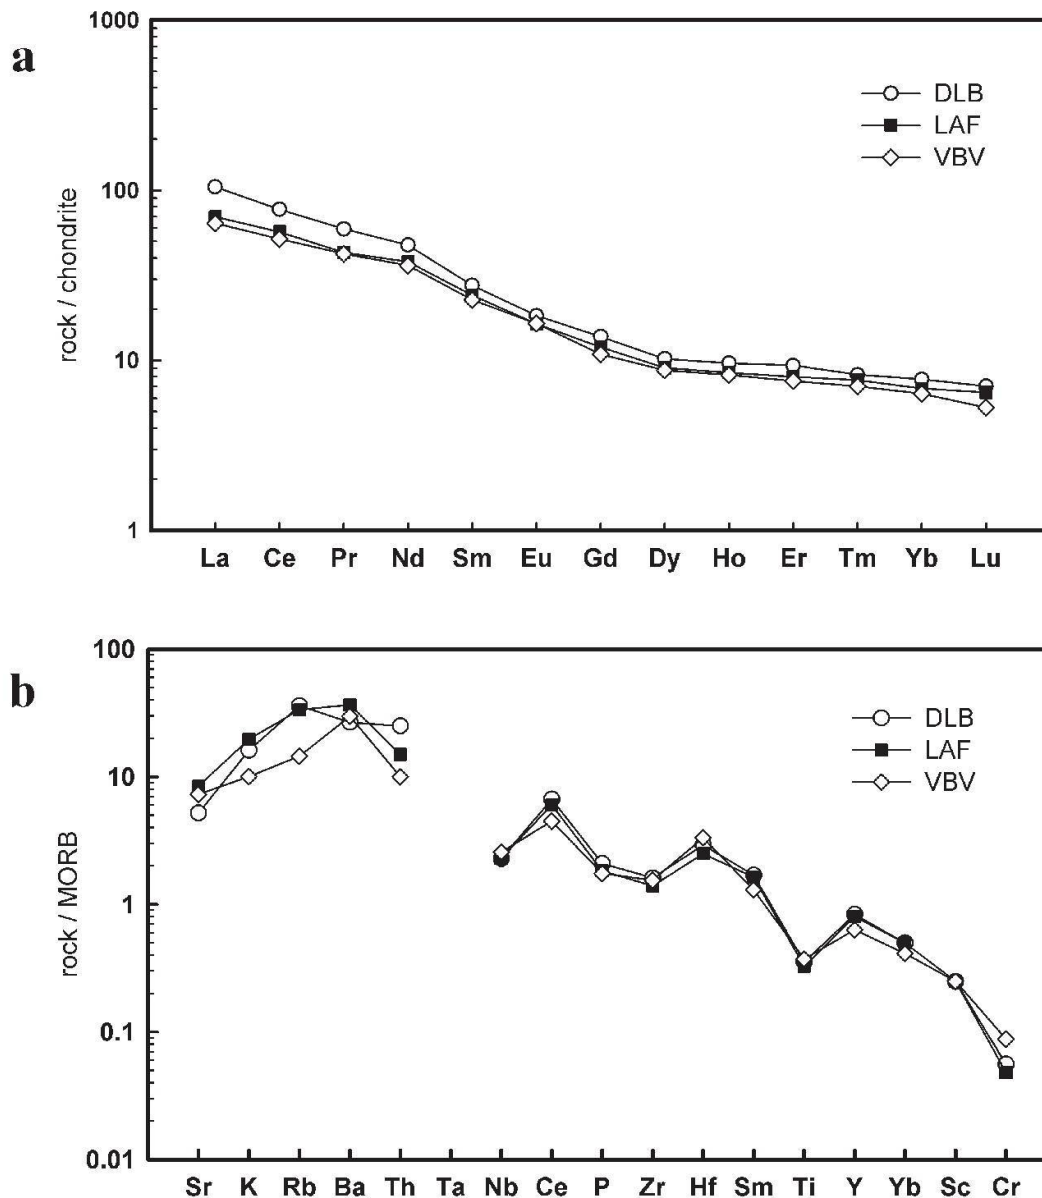 a
1000
100
10
1
rock / chondrite
DLB
LAF
VBV
La Ce Pr Nd Sm Eu Gd Dy Ho Er Tm Yb Lu
b
100
10
1
0.1
0.01
rock / MORB
DLB
LAF
VBV
Sr K Rb Ba Th Ta Nb Ce P Zr Hf Sm Ti Y Yb Sc Cr